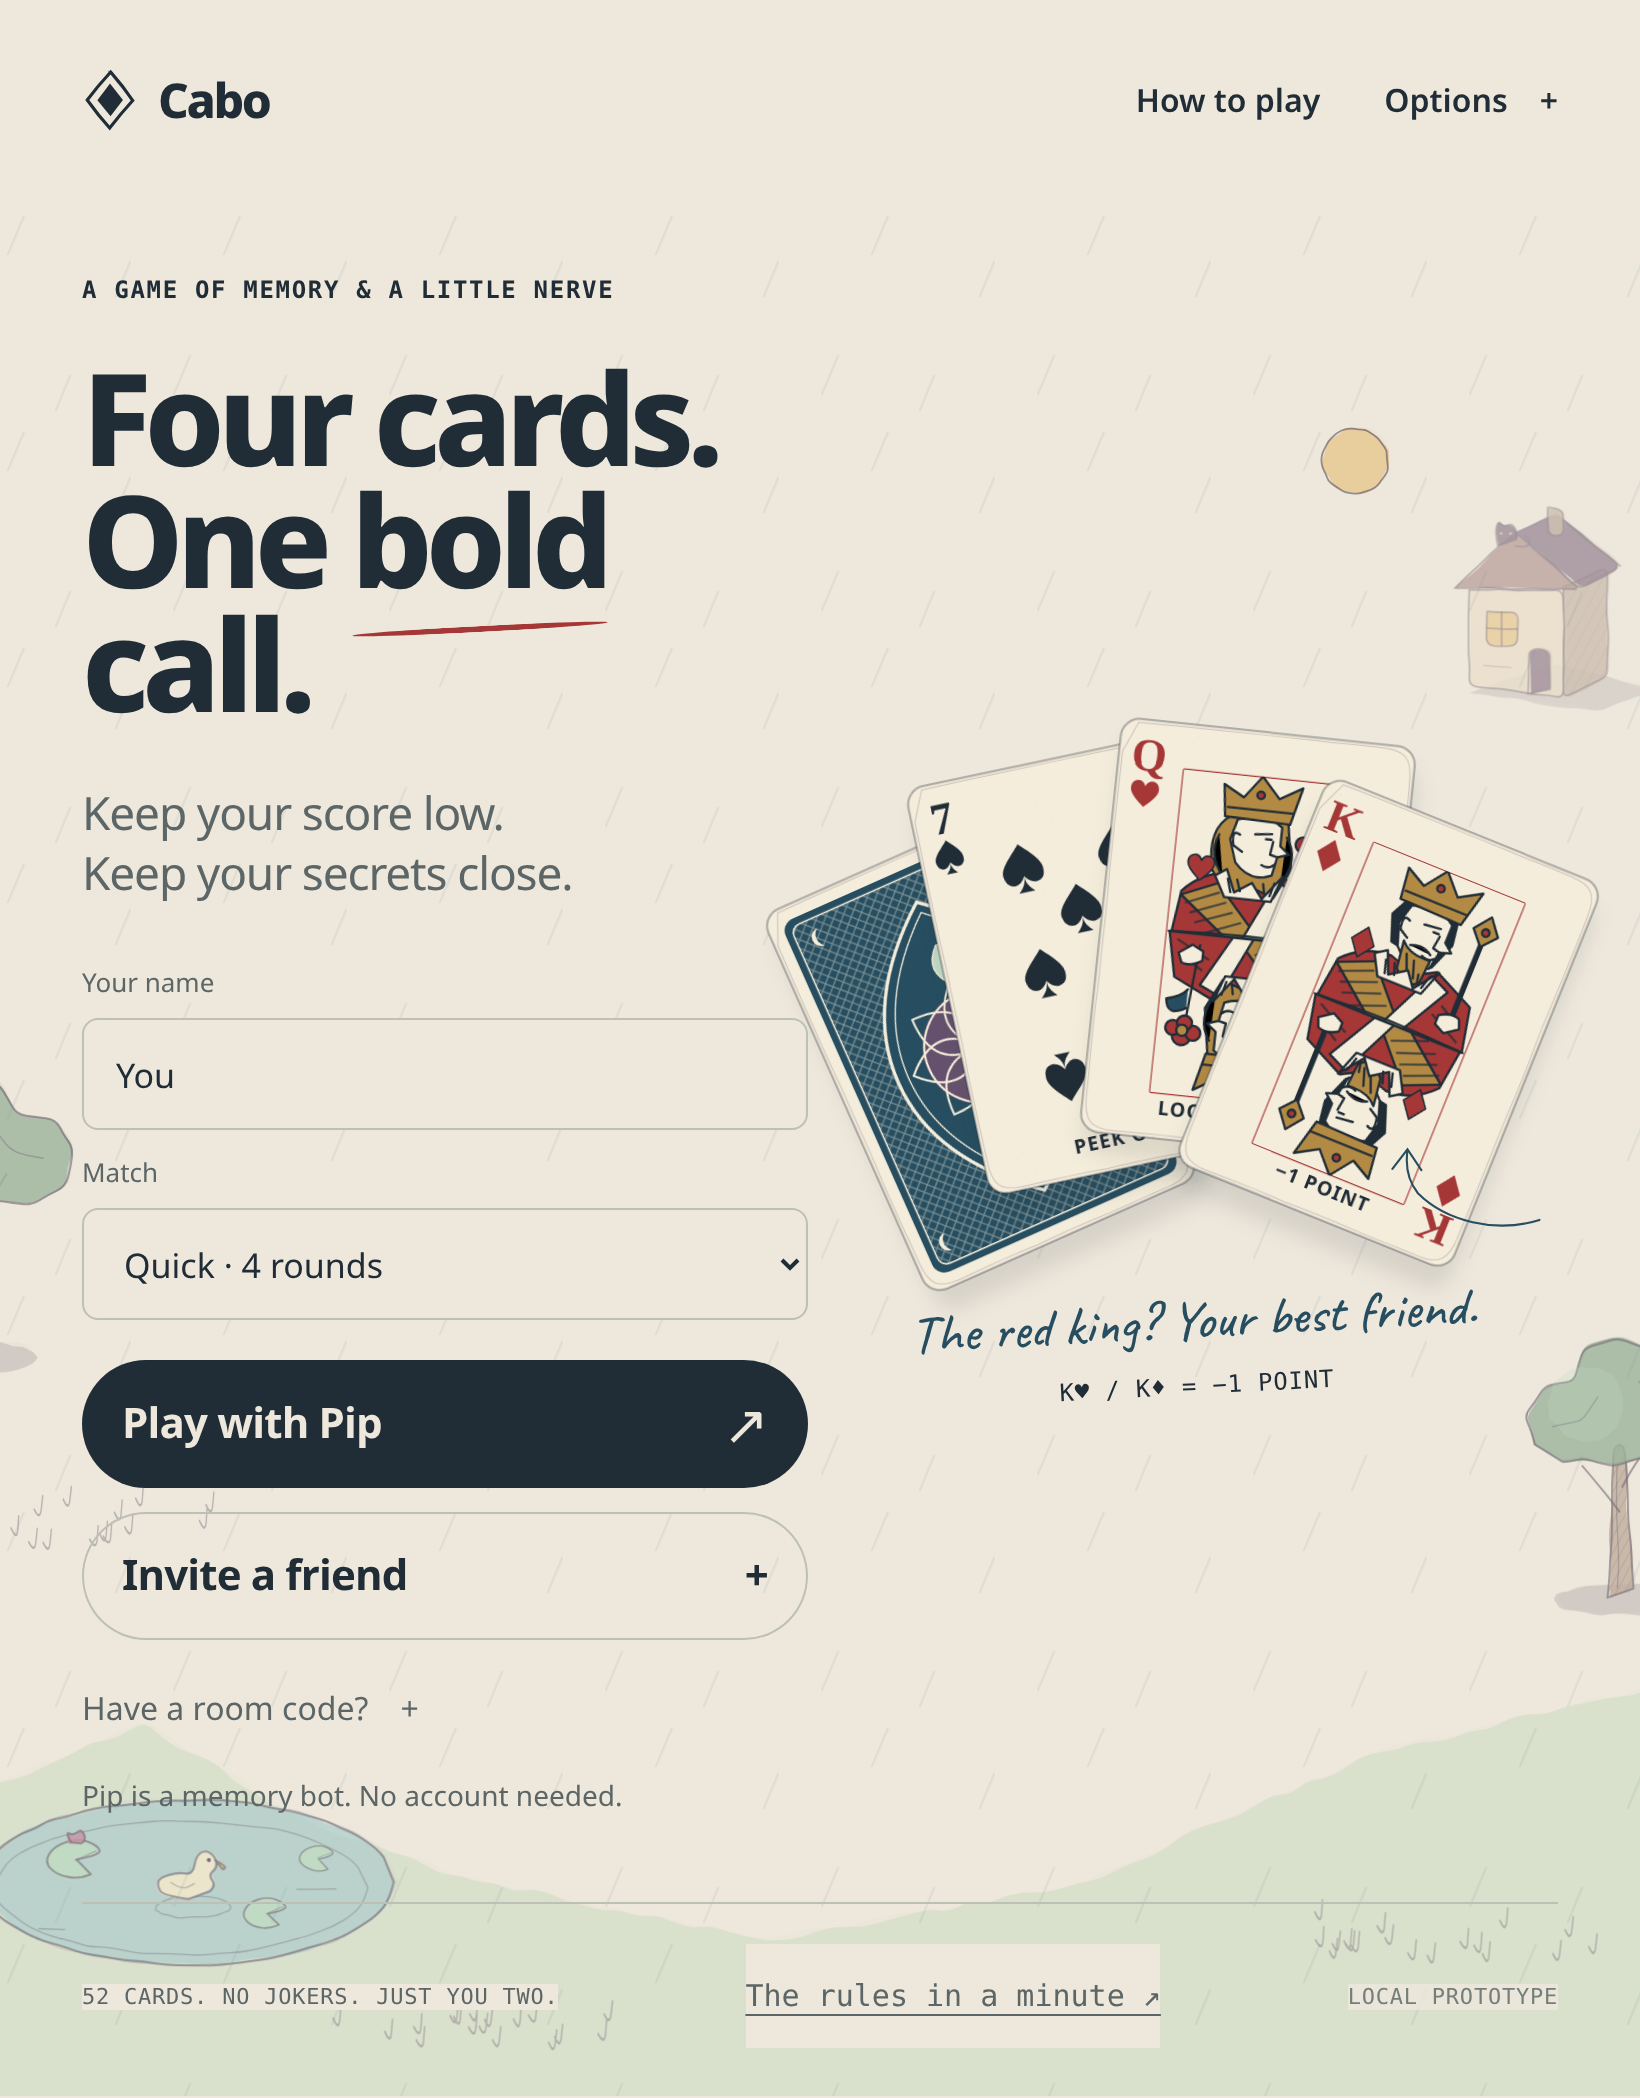 Cabo
How to play
Options +
A GAME OF MEMORY & A LITTLE NERVE
Four cards.
One bold
call.
Keep your score low.
Keep your secrets close.
Your name
You
Match
Quick · 4 rounds
Play with Pip ↗
Invite a friend +
Have a room code? +
Pip is a memory bot. No account needed.
7
PEEK
Q
K
−1 POINT
K
The red king? Your best friend.
K♥ / K♦ = −1 POINT
52 CARDS. NO JOKERS. JUST YOU TWO.
The rules in a minute ↗
LOCAL PROTOTYPE